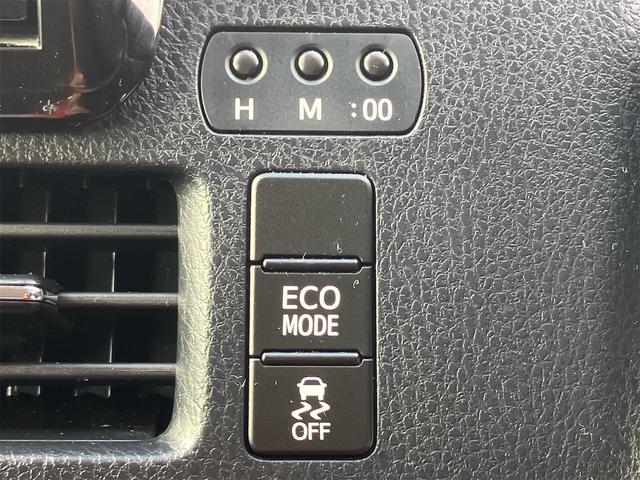 H M :00
ECO
MODE
OFF